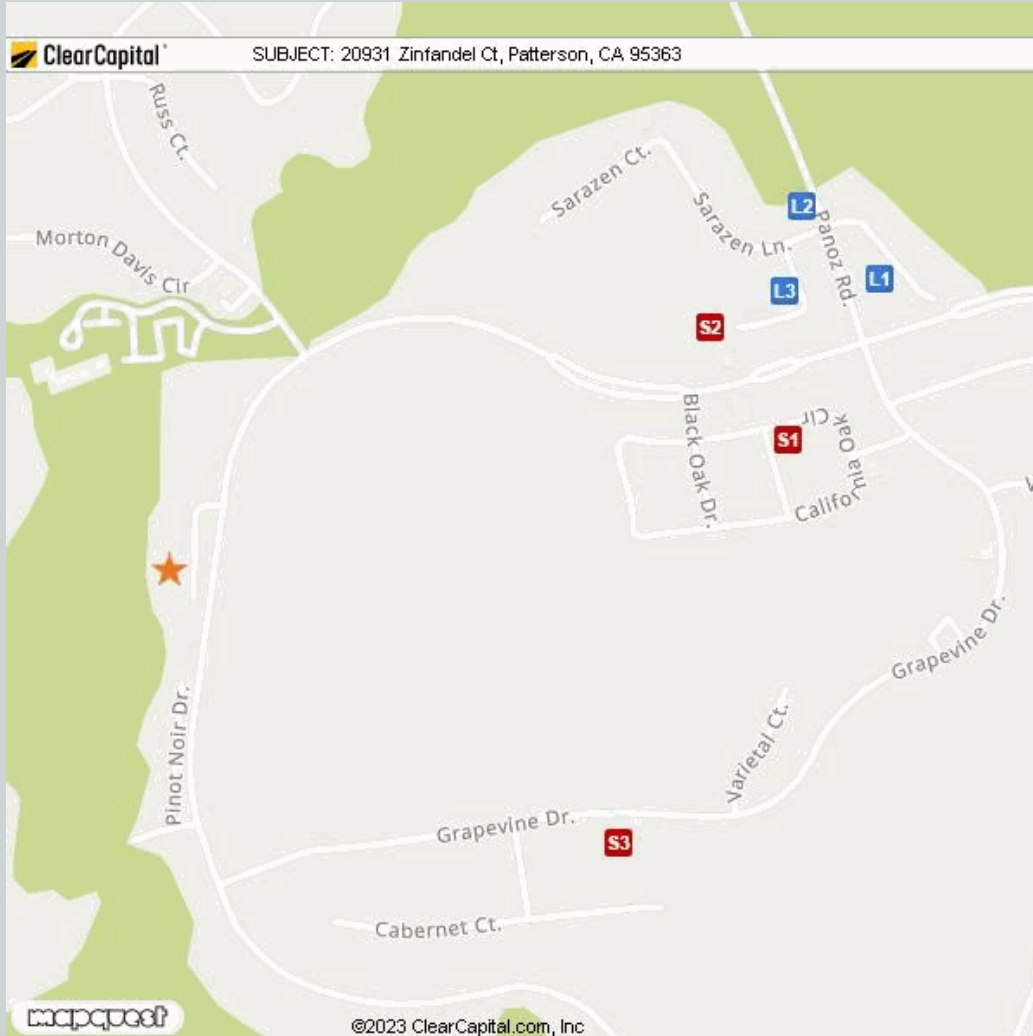 ClearCapital
SUBJECT: 20931 Zinfandel Ct, Patterson, CA 95363
Russ Ct.
Sarazen Ct.
Sarazen Ln.
L2
Panoz Rd.
Morton Davis Cir
L3
L1
S2
Black Oak Dr.
S1
California Oak Cir
Grapevine Dr.
Pinot Noir Dr.
Varietal Ct.
Grapevine Dr.
S3
Cabernet Ct.
mapquest
©2023 ClearCapital.com, Inc